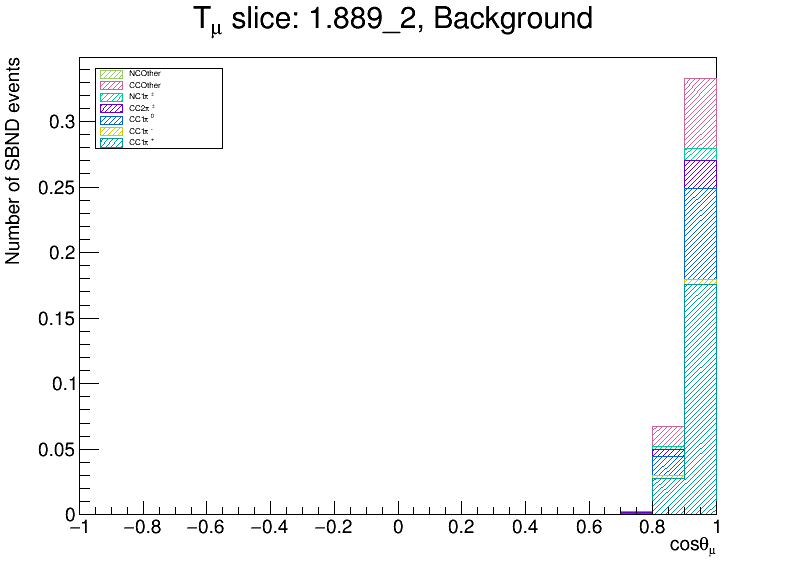 Tμ slice: 1.889_2, Background
Number of SBND events
NCOther
CCOther
NC1π ±
CC2π ±
CC1π 0
CC1π -
CC1π +
0.3
0.25
0.2
0.15
0.1
0.05
0
−1 −0.8 −0.6 −0.4 −0.2 0 0.2 0.4 0.6 0.8 1
cosθμ